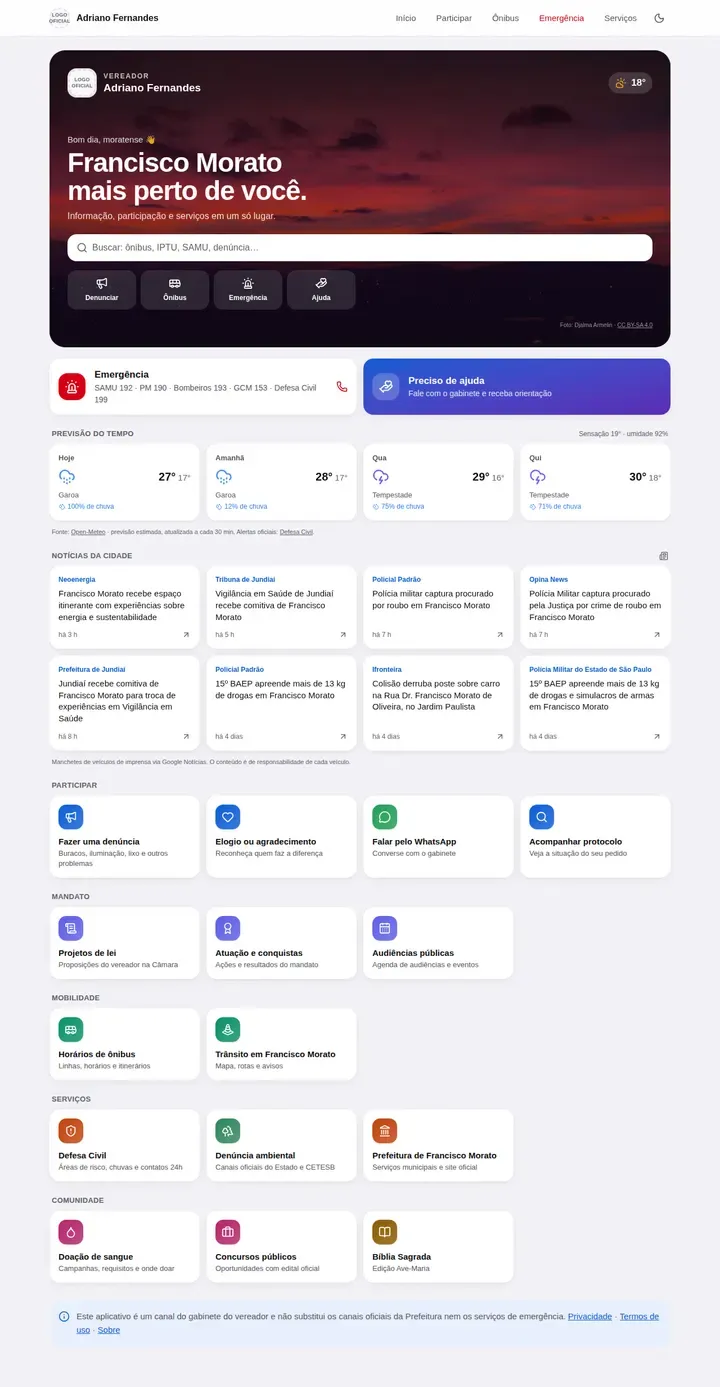 LOGO
OFICIAL
Adriano Fernandes
Início
Participar
Ônibus
Emergência
Serviços
LOGO
OFICIAL
VEREADOR
Adriano Fernandes
18°
Bom dia, moratense 👋
Francisco Morato
mais perto de você.
Informação, participação e serviços em um só lugar.
Buscar: ônibus, IPTU, SAMU, denúncia…
Denunciar
Ônibus
Emergência
Ajuda
Foto: Djalma Armelin · CC BY-SA 4.0
Emergência
SAMU 192 · PM 190 · Bombeiros 193 · GCM 153 · Defesa Civil
199
Preciso de ajuda
Fale com o gabinete e receba orientação
PREVISÃO DO TEMPO
Sensação 19° · umidade 92%
Hoje
27° 17°
Garoa
100% de chuva
Amanhã
28° 17°
Garoa
12% de chuva
Qua
29° 16°
Tempestade
75% de chuva
Qui
30° 18°
Tempestade
71% de chuva
Fonte: Open-Meteo · previsão estimada, atualizada a cada 30 min. Alertas oficiais: Defesa Civil.
NOTÍCIAS DA CIDADE
Neoenergia
Francisco Morato recebe espaço
itinerante com experiências sobre
energia e sustentabilidade
há 3 h
Tribuna de Jundiaí
Vigilância em Saúde de Jundiaí
recebe comitiva de Francisco
Morato
há 5 h
Policial Padrão
Polícia militar captura procurado
por roubo em Francisco Morato
há 7 h
Opina News
Polícia Militar captura procurado
pela Justiça por crime de roubo em
Francisco Morato
há 7 h
Prefeitura de Jundiaí
Jundiaí recebe comitiva de
Francisco Morato para troca de
experiências em Vigilância em
Saúde
há 8 h
Policial Padrão
15º BAEP apreende mais de 13 kg
de drogas em Francisco Morato
há 4 dias
Ifronteira
Colisão derruba poste sobre carro
na Rua Dr. Francisco Morato de
Oliveira, no Jardim Paulista
há 4 dias
Polícia Militar do Estado de São Paulo
15º BAEP apreende mais de 13 kg
de drogas e simulacros de armas
em Francisco Morato
há 4 dias
Manchetes de veículos de imprensa via Google Notícias. O conteúdo é de responsabilidade de cada veículo.
PARTICIPAR
Fazer uma denúncia
Buracos, iluminação, lixo e outros
problemas
Elogio ou agradecimento
Reconheça quem faz a diferença
Falar pelo WhatsApp
Converse com o gabinete
Acompanhar protocolo
Veja a situação do seu pedido
MANDATO
Projetos de lei
Proposições do vereador na Câmara
Atuação e conquistas
Ações e resultados do mandato
Audiências públicas
Agenda de audiências e eventos
MOBILIDADE
Horários de ônibus
Linhas, horários e itinerários
Trânsito em Francisco Morato
Mapa, rotas e avisos
SERVIÇOS
Defesa Civil
Áreas de risco, chuvas e contatos 24h
Denúncia ambiental
Canais oficiais do Estado e CETESB
Prefeitura de Francisco Morato
Serviços municipais e site oficial
COMUNIDADE
Doação de sangue
Campanhas, requisitos e onde doar
Concursos públicos
Oportunidades com edital oficial
Bíblia Sagrada
Edição Ave-Maria
Este aplicativo é um canal do gabinete do vereador e não substitui os canais oficiais da Prefeitura nem os serviços de emergência. Privacidade · Termos de
uso · Sobre